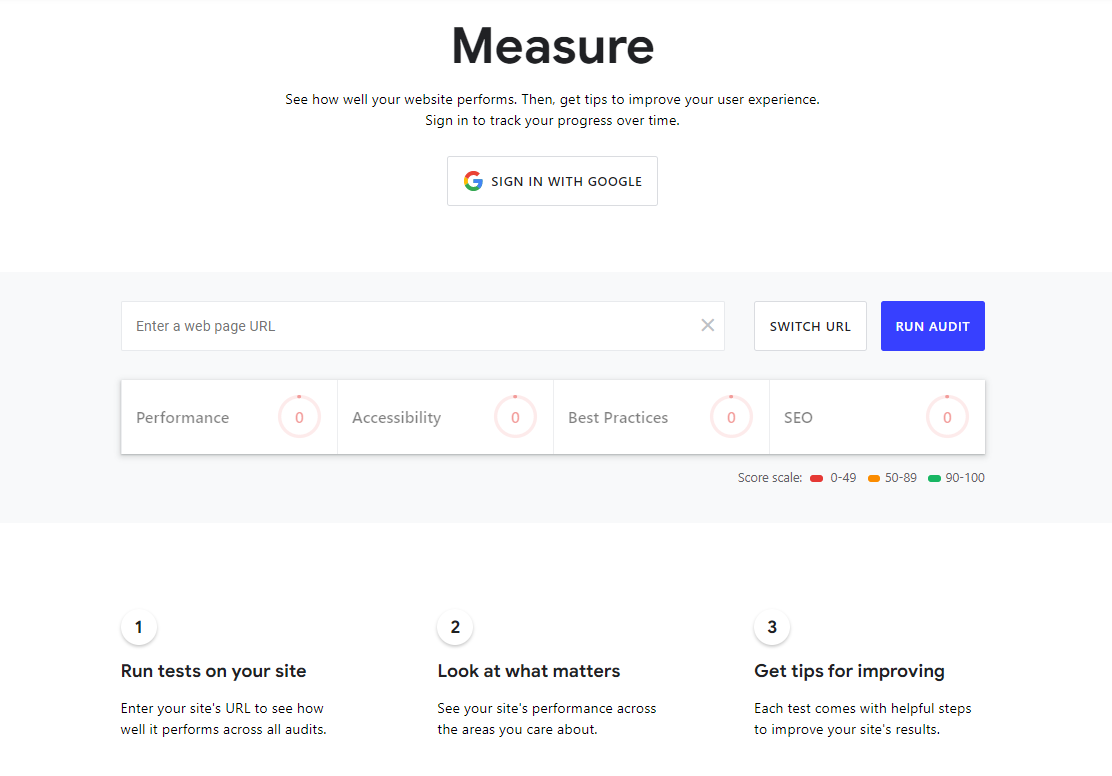 Measure
See how well your website performs. Then, get tips to improve your user experience.
Sign in to track your progress over time.
SIGN IN WITH GOOGLE
Enter a web page URL
SWITCH URL
RUN AUDIT
Performance
0
Accessibility
0
Best Practices
0
SEO
0
Score scale: 0-49 50-89 90-100
1
Run tests on your site
Enter your site's URL to see how
well it performs across all audits.
2
Look at what matters
See your site's performance across
the areas you care about.
3
Get tips for improving
Each test comes with helpful steps
to improve your site's results.